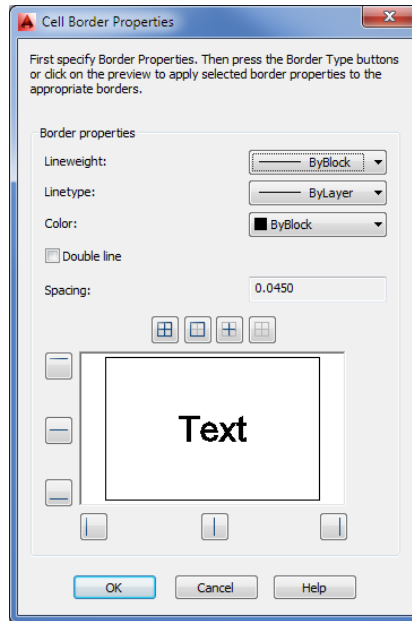 Cell Border Properties
First specify Border Properties. Then press the Border Type buttons
or click on the preview to apply selected border properties to the
appropriate borders.
Border properties
Lineweight:
ByBlock
Linetype:
ByLayer
Color:
ByBlock
Double line
Spacing:
0.0450
Text
OK
Cancel
Help